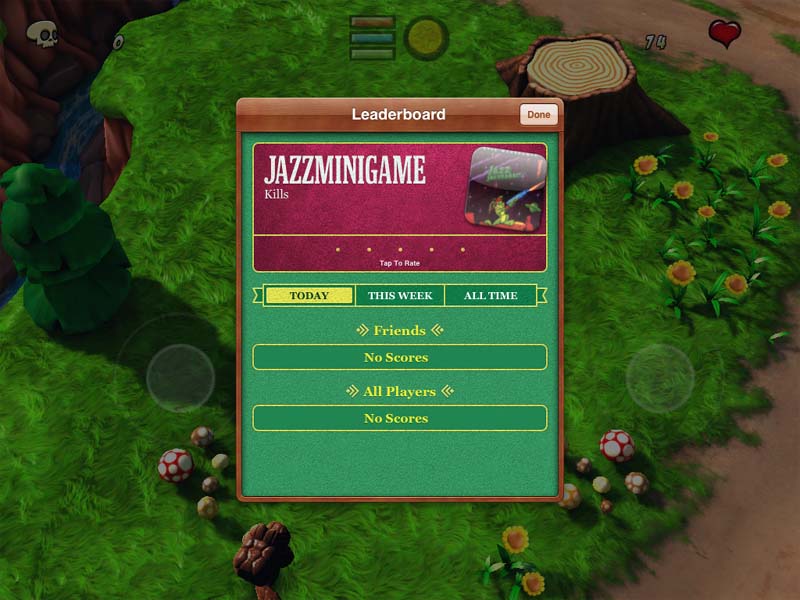 0
74
Leaderboard
Done
JAZZMINIGAME
Kills
Tap To Rate
TODAY
THIS WEEK
ALL TIME
Friends
No Scores
All Players
No Scores